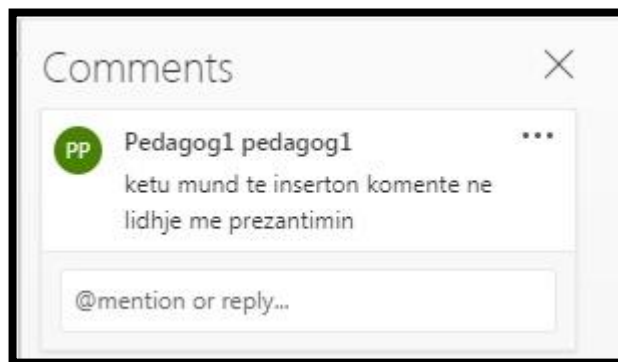 Comments
PP
Pedagog1 pedagog1
ketu mund te inserton komente ne
lidhje me prezantimin
@mention or reply...